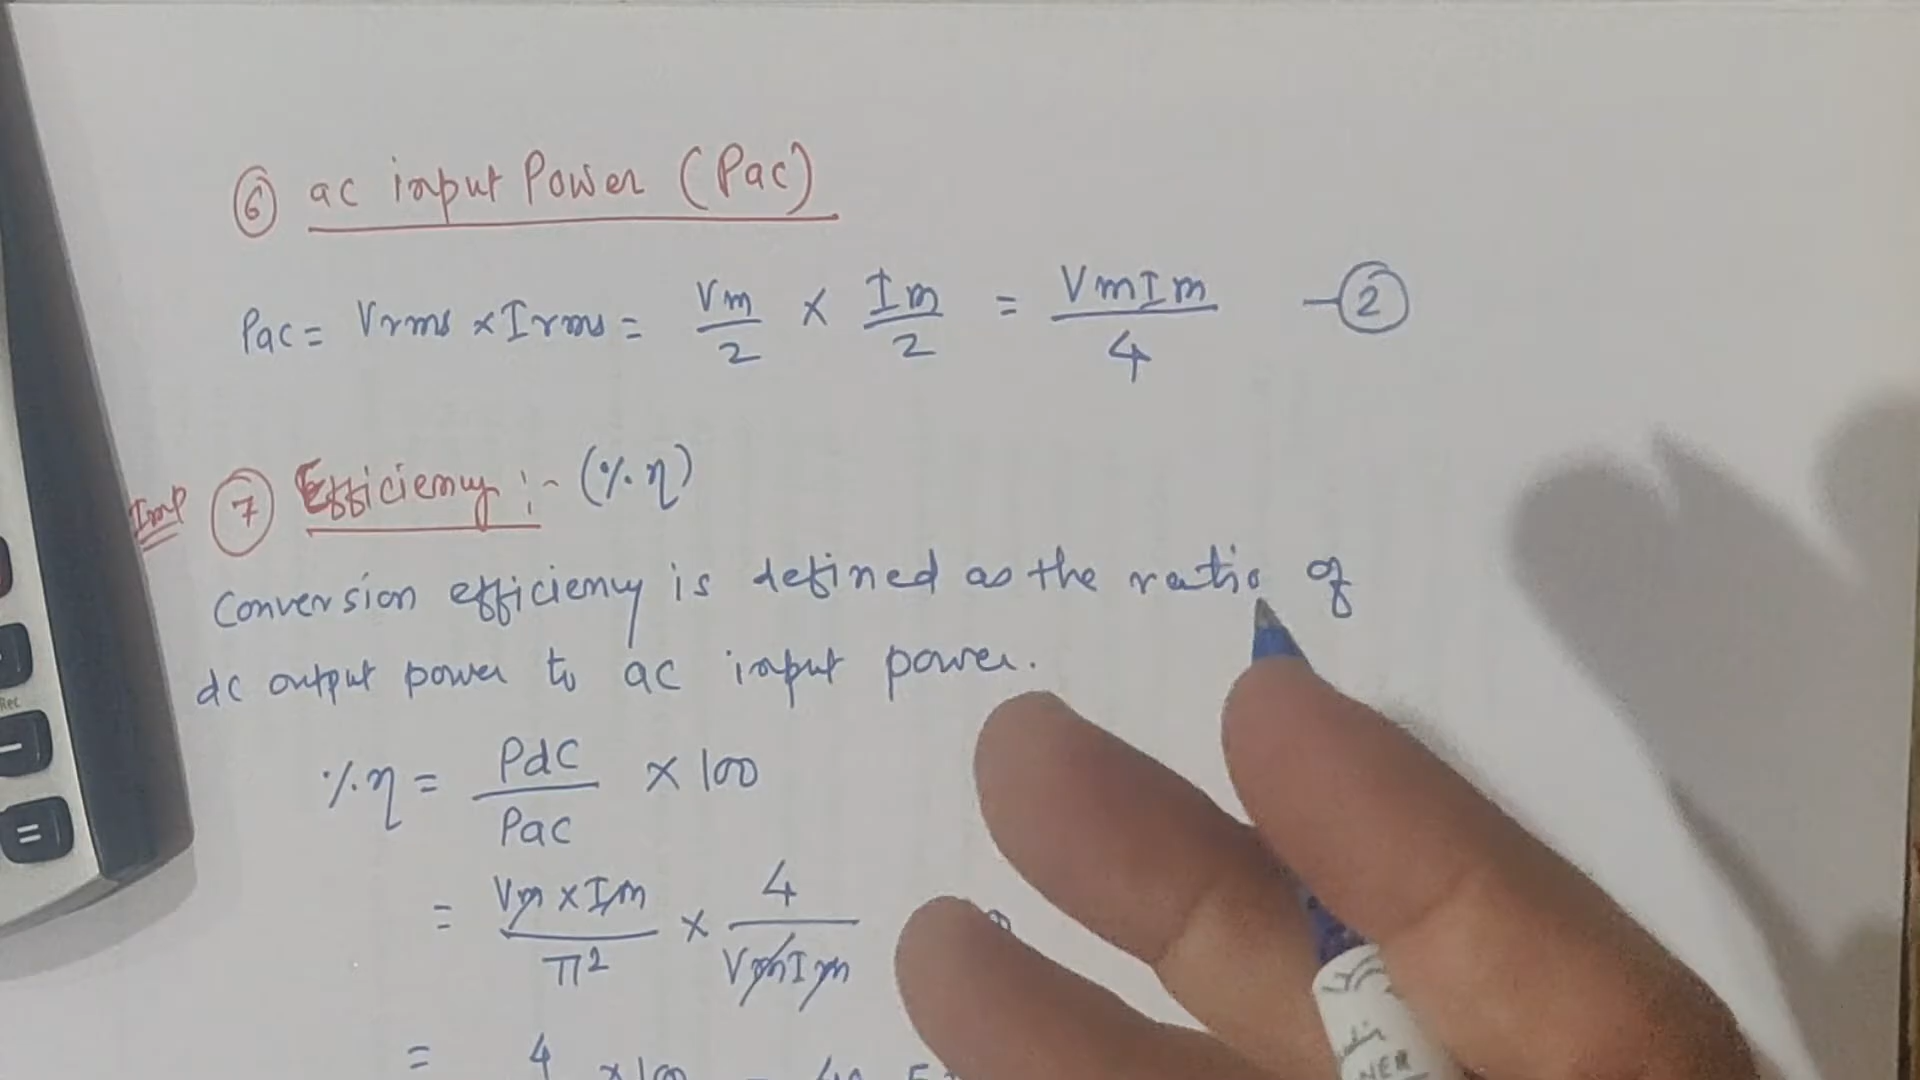 ⑥ ac input Power (Pac)
Pac = Vrms × Irms = Vm/2 × Im/2 = VmIm/4 —②
Imp ⑦ Efficiency :- (%η)
Conversion efficiency is defined as the ratio of
dc output power to ac input power.
%η = Pdc/Pac × 100
= Vm × Im/π² × 4/VmIm
= 4 ×100
Rec
=